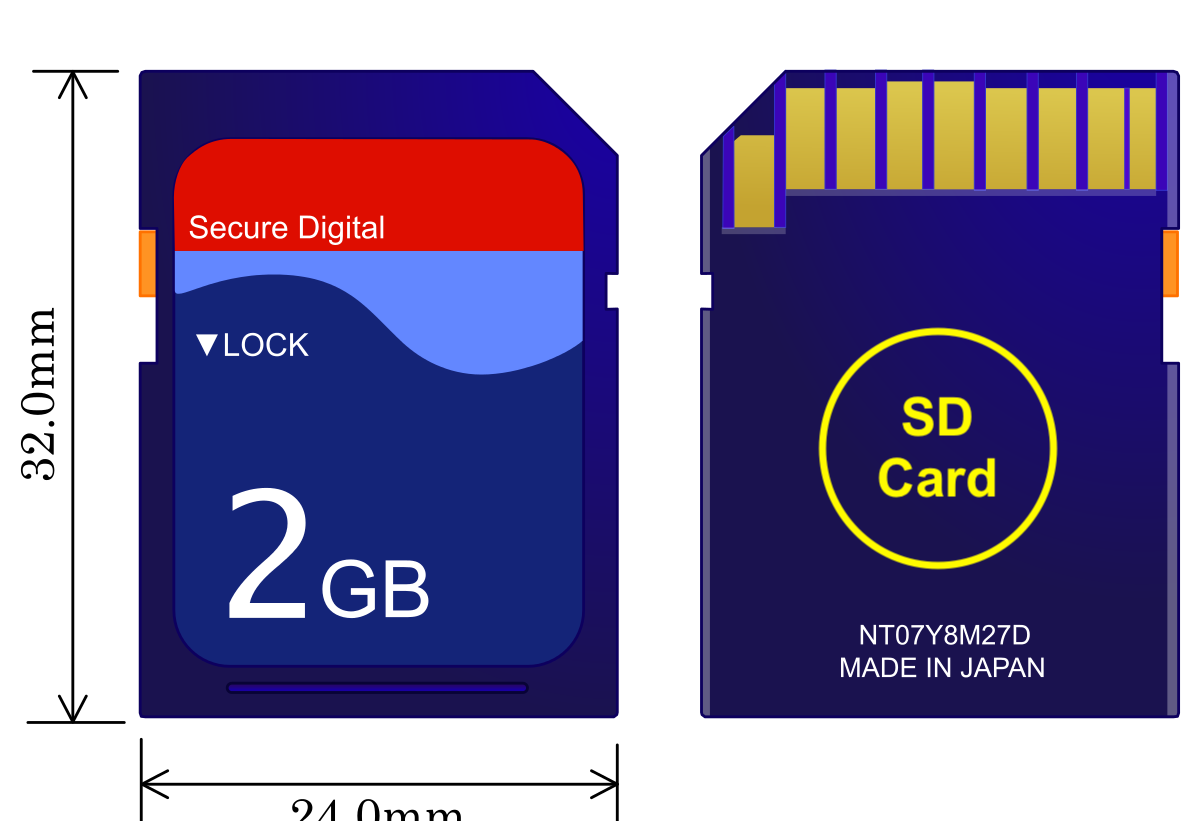 Secure Digital
▼LOCK
2GB
32.0mm
24.0mm
SD
Card
NT07Y8M27D
MADE IN JAPAN